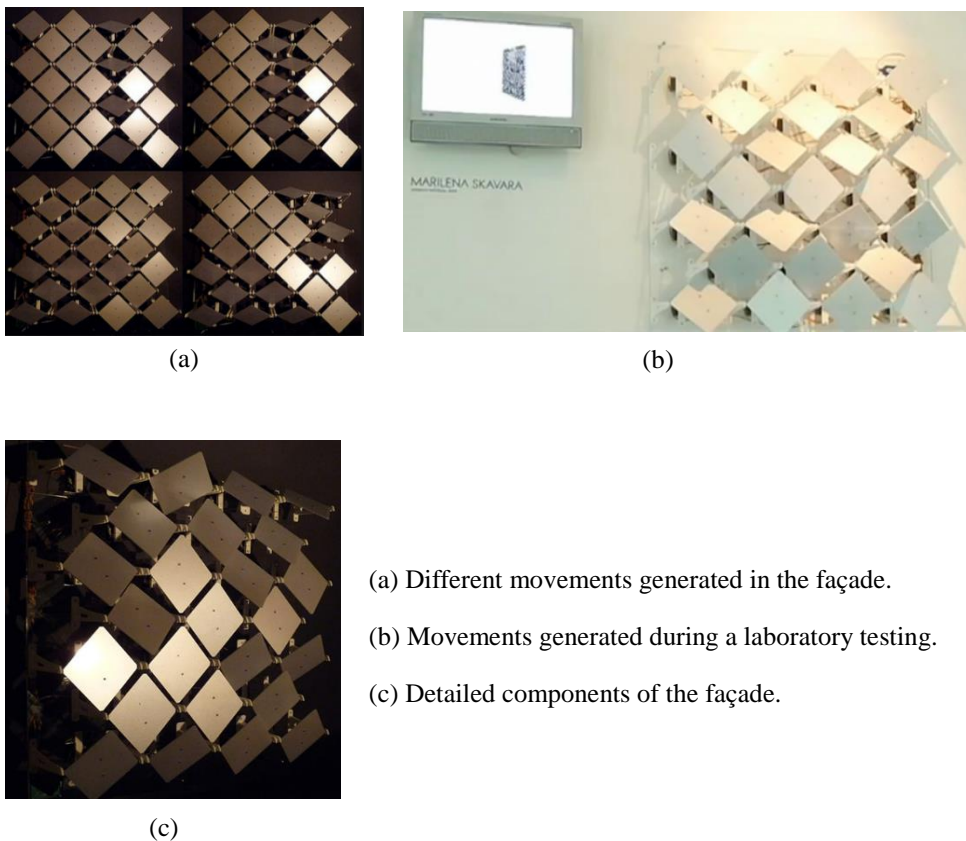 MARILENA SKAVARA
(a)
(b)
(a) Different movements generated in the façade.
(b) Movements generated during a laboratory testing.
(c) Detailed components of the façade.
(c)